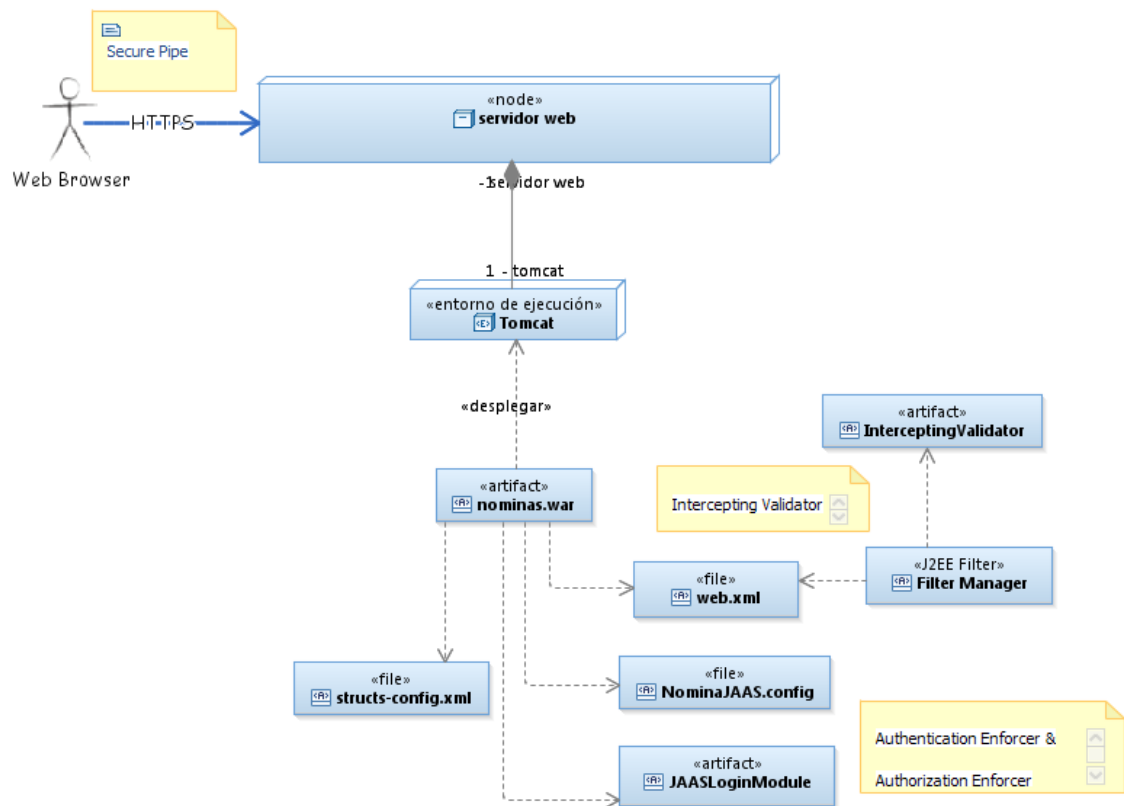 Secure Pipe
«node»
servidor web
HTTPS
Web Browser
-1 servidor web
1 - tomcat
«entorno de ejecución»
Tomcat
«desplegar»
«artifact»
InterceptingValidator
«artifact»
nominas.war
Intercepting Validator
«J2EE Filter»
Filter Manager
«file»
web.xml
«file»
structs-config.xml
«file»
NominaJAAS.config
Authentication Enforcer &
Authorization Enforcer
«artifact»
JAASLoginModule